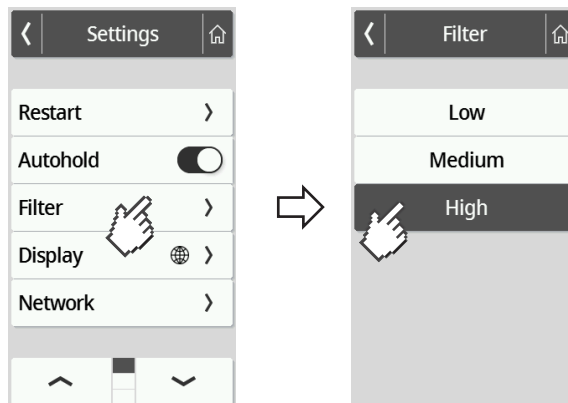 Settings
Restart
Autohold
Filter
Display
Network
Filter
Low
Medium
High